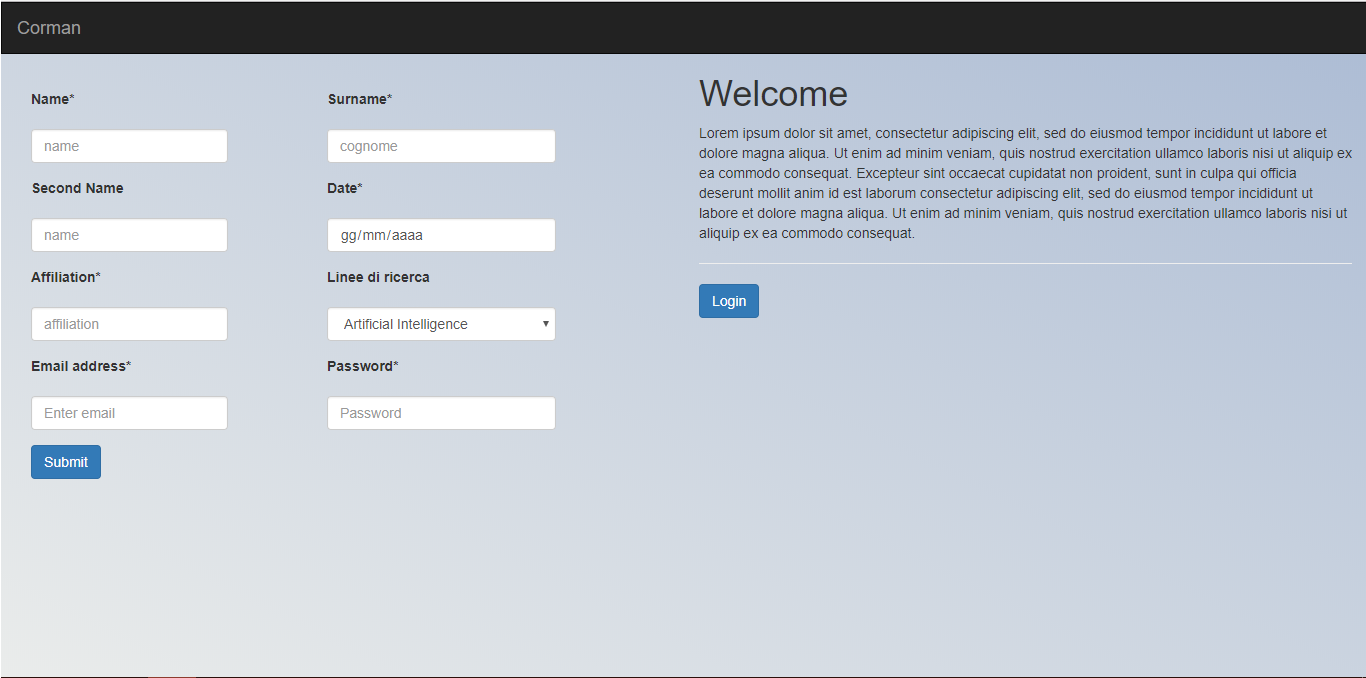 Corman
Name*
Surname*
name
cognome
Second Name
Date*
name
gg/mm/aaaa
Affiliation*
Linee di ricerca
affiliation
Artificial Intelligence
Email address*
Password*
Enter email
Password
Submit
Welcome
Lorem ipsum dolor sit amet, consectetur adipiscing elit, sed do eiusmod tempor incididunt ut labore et
dolore magna aliqua. Ut enim ad minim veniam, quis nostrud exercitation ullamco laboris nisi ut aliquip ex
ea commodo consequat. Excepteur sint occaecat cupidatat non proident, sunt in culpa qui officia
deserunt mollit anim id est laborum consectetur adipiscing elit, sed do eiusmod tempor incididunt ut
labore et dolore magna aliqua. Ut enim ad minim veniam, quis nostrud exercitation ullamco laboris nisi ut
aliquip ex ea commodo consequat.
Login